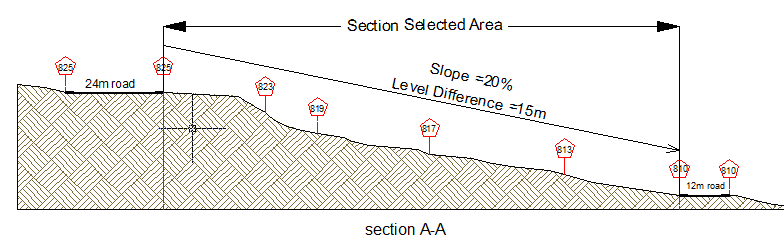 Section Selected Area
Slope =20%
Level Difference =15m
825
825
24m road
823
819
817
813
810
810
12m road
section A-A